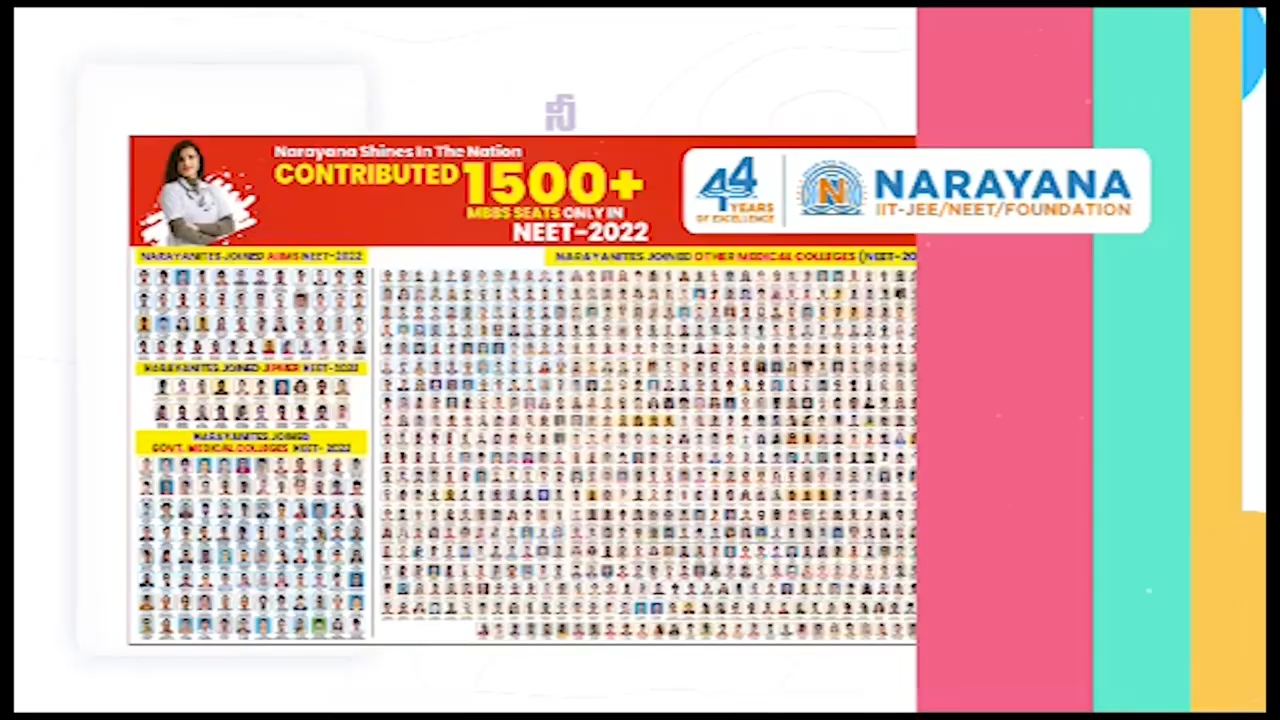 నీ
Narayana Shines In The Nation
CONTRIBUTED 1500+
MBBS SEATS ONLY IN
NEET-2022
44
YEARS
OF EXCELLENCE
N
NARAYANA
IIT-JEE/NEET/FOUNDATION
NARAYANITES JOINED AIIMS NEET-2022
NARAYANITES JOINED JIPMER NEET-2022
NARAYANITES JOINED
GOVT. MEDICAL COLLEGES NEET- 2022
NARAYANITES JOINED OTHER MEDICAL COLLEGES (NEET-20